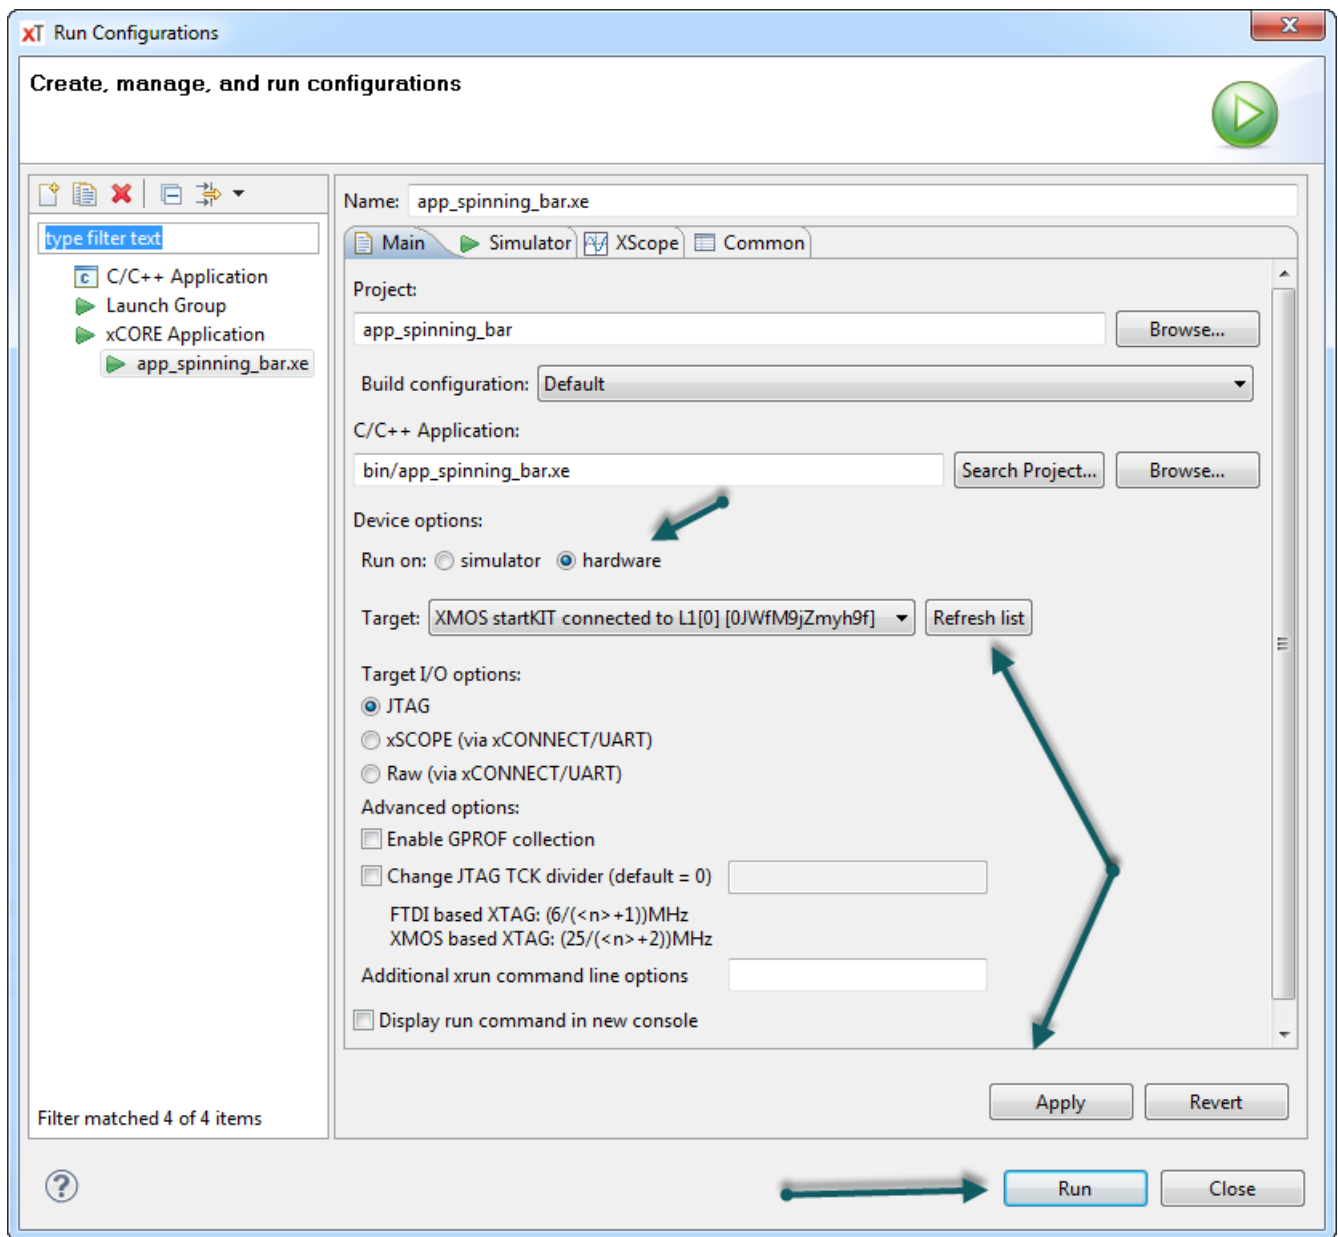 xT Run Configurations
x
Create, manage, and run configurations
type filter text
c C/C++ Application
Launch Group
xCORE Application
app_spinning_bar.xe
Filter matched 4 of 4 items
Name: app_spinning_bar.xe
Main Simulator XScope Common
Project:
app_spinning_bar Browse...
Build configuration: Default
C/C++ Application:
bin/app_spinning_bar.xe Search Project... Browse...
Device options:
Run on: simulator hardware
Target: XMOS startKIT connected to L1[0] [0JWfM9jZmyh9f] Refresh list
Target I/O options:
JTAG
xSCOPE (via xCONNECT/UART)
Raw (via xCONNECT/UART)
Advanced options:
Enable GPROF collection
Change JTAG TCK divider (default = 0)
FTDI based XTAG: (6/(<n>+1))MHz
XMOS based XTAG: (25/(<n>+2))MHz
Additional xrun command line options
Display run command in new console
Apply Revert
? Run Close